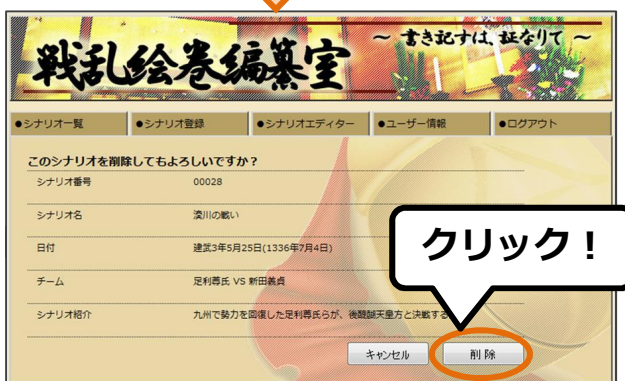 ～ 書き記すは、証なりて ～
戦乱絵巻編纂室
●シナリオ一覧 ●シナリオ登録 ●シナリオエディター ●ユーザー情報 ●ログアウト
このシナリオを削除してもよろしいですか？
シナリオ番号 00028
シナリオ名 湊川の戦い
日付 建武3年5月25日(1336年7月4日)
クリック！
チーム 足利尊氏 VS 新田義貞
シナリオ紹介 九州で勢力を回復した足利尊氏らが、後醍醐天皇方と決戦する
キャンセル 削除